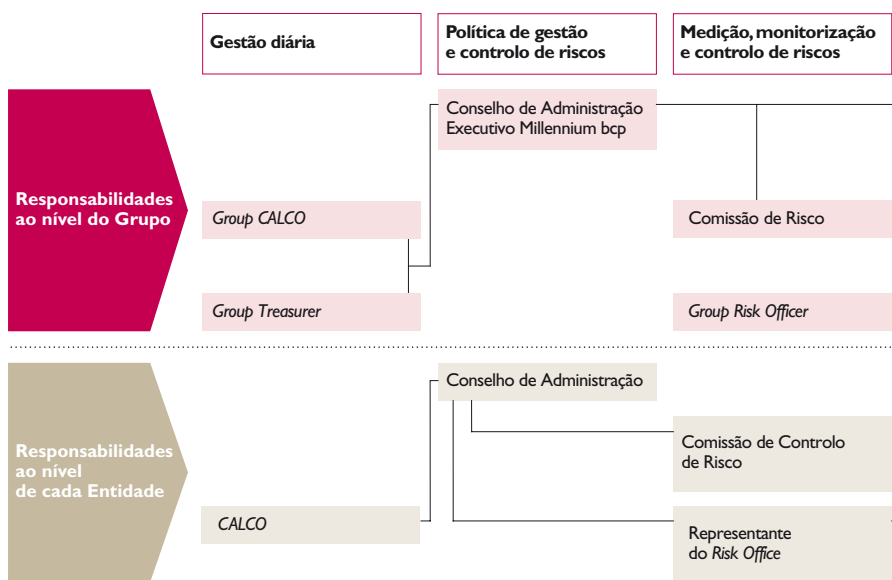 Gestão diária
Política de gestão
e controlo de riscos
Medição, monitorização
e controlo de riscos
Responsabilidades
ao nível do Grupo
Conselho de Administração
Executivo Millennium bcp
Group CALCO
Comissão de Risco
Group Treasurer
Group Risk Officer
Responsabilidades
ao nível
de cada Entidade
Conselho de Administração
Comissão de Controlo
de Risco
CALCO
Representante
do Risk Office